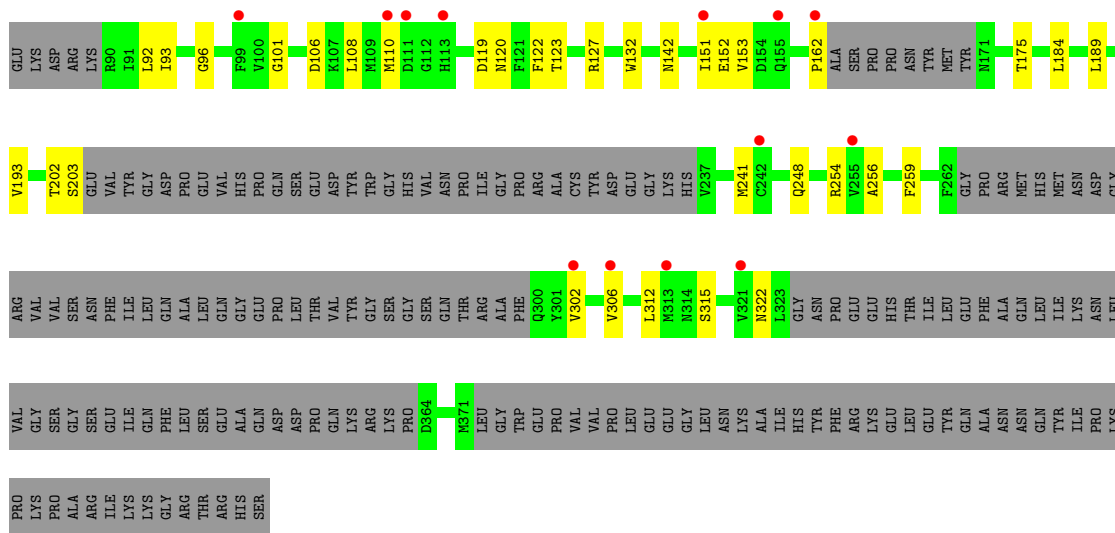 GLU LYS ASP ARG LYS R90 I91 L92 I93 G96 F99 V100 G101 D106 K107 L108 M109 M110 D111 G112 H113 D119 N120 F121 F122 T123 R127 W132 N142 I151 E152 V153 D154 Q155 P162 ALA SER PRO PRO ASN TYR MET TYR N171 T175 L184 L189
V193 T202 S203 GLU VAL TYR GLY ASP PRO GLU VAL HIS PRO GLN SER GLU ASP TYR TRP GLY HIS VAL ASN PRO ILE GLY PRO ARG ALA CYS TYR ASP GLU GLY LYS HIS V237 M241 C242 Q248 R254 V255 A256 F259 F262 GLY PRO ARG MET HIS MET ASN ASP GLY
ARG VAL VAL SER ASN PHE ILE LEU GLN ALA LEU GLN GLY GLU PRO LEU THR VAL TYR GLY SER GLY SER GLN THR ARG ALA PHE Q300 Y301 V302 V306 L312 M313 N314 S315 V321 N322 L323 GLY ASN PRO GLU GLU HIS THR ILE LEU GLU PHE ALA GLN LEU ILE LYS ASN LEU
VAL GLY SER GLY SER GLU ILE GLN PHE LEU SER GLU ALA GLN ASP ASP PRO GLN LYS ARG LYS PRO D364 M371 LEU GLY TRP GLU PRO VAL VAL PRO LEU GLU GLU GLY LEU ASN LYS ALA ILE HIS TYR PHE ARG LYS GLU LEU GLU TYR GLN ALA ASN ASN GLN TYR ILE PRO LYS
PRO LYS PRO ALA ARG ILE LYS LYS GLY ARG THR ARG HIS SER